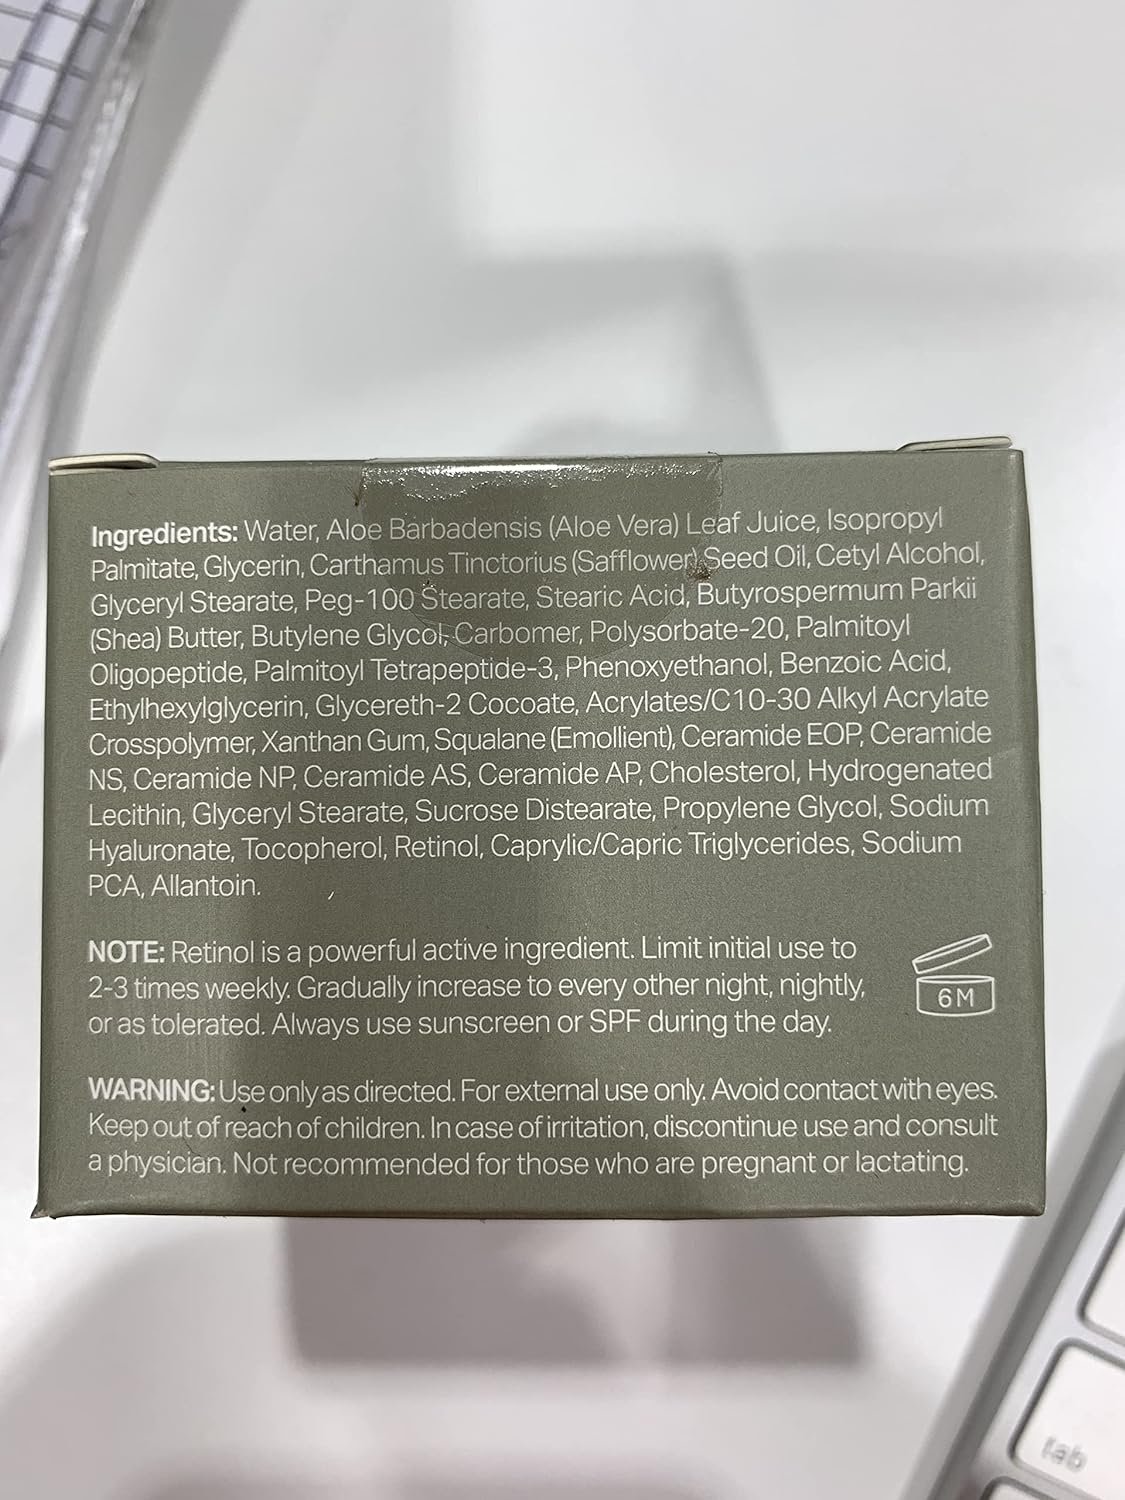 Ingredients: Water, Aloe Barbadensis (Aloe Vera) Leaf Juice, Isopropyl
Palmitate, Glycerin, Carthamus Tinctorius (Safflower) Seed Oil, Cetyl Alcohol,
Glyceryl Stearate, Peg-100 Stearate, Stearic Acid, Butyrospermum Parkii
(Shea) Butter, Butylene Glycol, Carbomer, Polysorbate-20, Palmitoyl
Oligopeptide, Palmitoyl Tetrapeptide-3, Phenoxyethanol, Benzoic Acid,
Ethylhexylglycerin, Glycereth-2 Cocoate, Acrylates/C10-30 Alkyl Acrylate
Crosspolymer, Xanthan Gum, Squalane (Emollient), Ceramide EOP, Ceramide
NS, Ceramide NP, Ceramide AS, Ceramide AP, Cholesterol, Hydrogenated
Lecithin, Glyceryl Stearate, Sucrose Distearate, Propylene Glycol, Sodium
Hyaluronate, Tocopherol, Retinol, Caprylic/Capric Triglycerides, Sodium
PCA, Allantoin.
NOTE: Retinol is a powerful active ingredient. Limit initial use to
2-3 times weekly. Gradually increase to every other night, nightly,
or as tolerated. Always use sunscreen or SPF during the day.
6M
WARNING: Use only as directed. For external use only. Avoid contact with eyes.
Keep out of reach of children. In case of irritation, discontinue use and consult
a physician. Not recommended for those who are pregnant or lactating.
tab